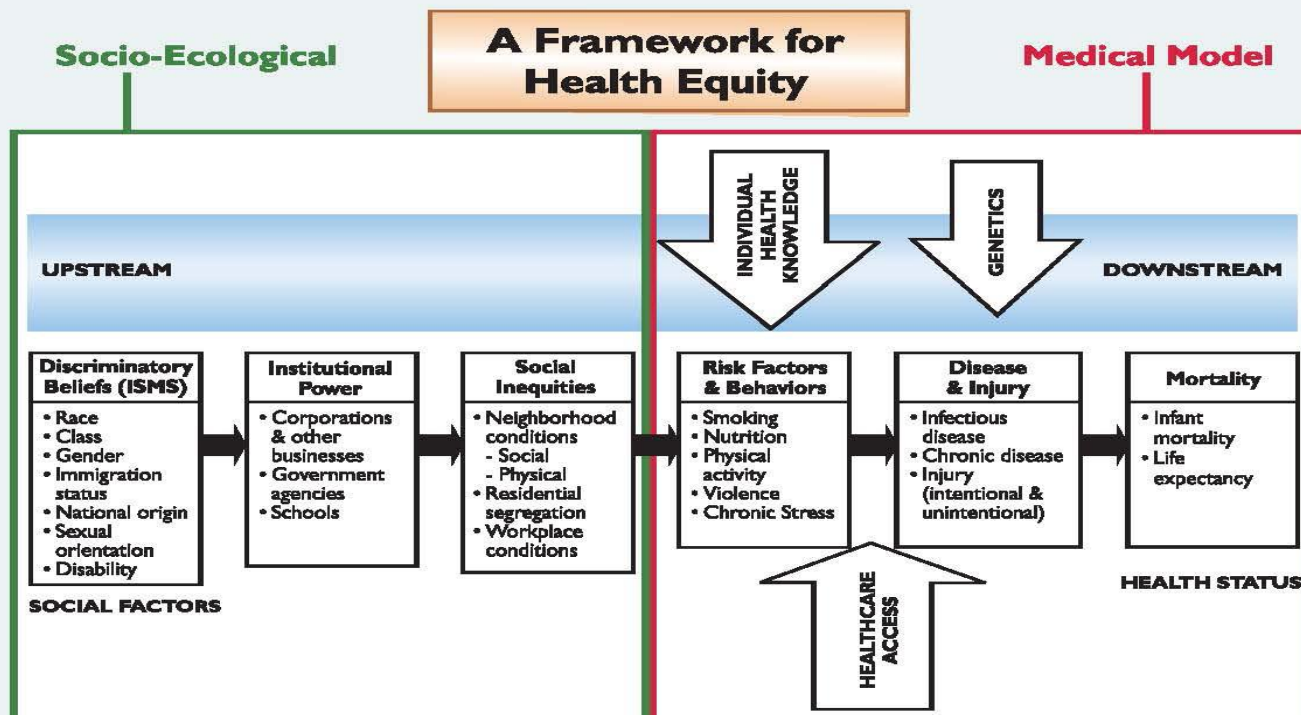 A Framework for
Health Equity
Socio-Ecological
Medical Model
UPSTREAM
INDIVIDUAL
HEALTH
KNOWLEDGE
GENETICS
DOWNSTREAM
Discriminatory
Beliefs (ISMS)
• Race
• Class
• Gender
• Immigration
status
• National origin
• Sexual
orientation
• Disability
SOCIAL FACTORS
Institutional
Power
• Corporations
& other
businesses
• Government
agencies
• Schools
Social
Inequities
• Neighborhood
conditions
- Social
- Physical
• Residential
segregation
• Workplace
conditions
Risk Factors
& Behaviors
• Smoking
• Nutrition
• Physical
activity
• Violence
• Chronic Stress
HEALTHCARE
ACCESS
Disease
& Injury
• Infectious
disease
• Chronic disease
• Injury
(intentional &
unintentional)
Mortality
• Infant
mortality
• Life
expectancy
HEALTH STATUS